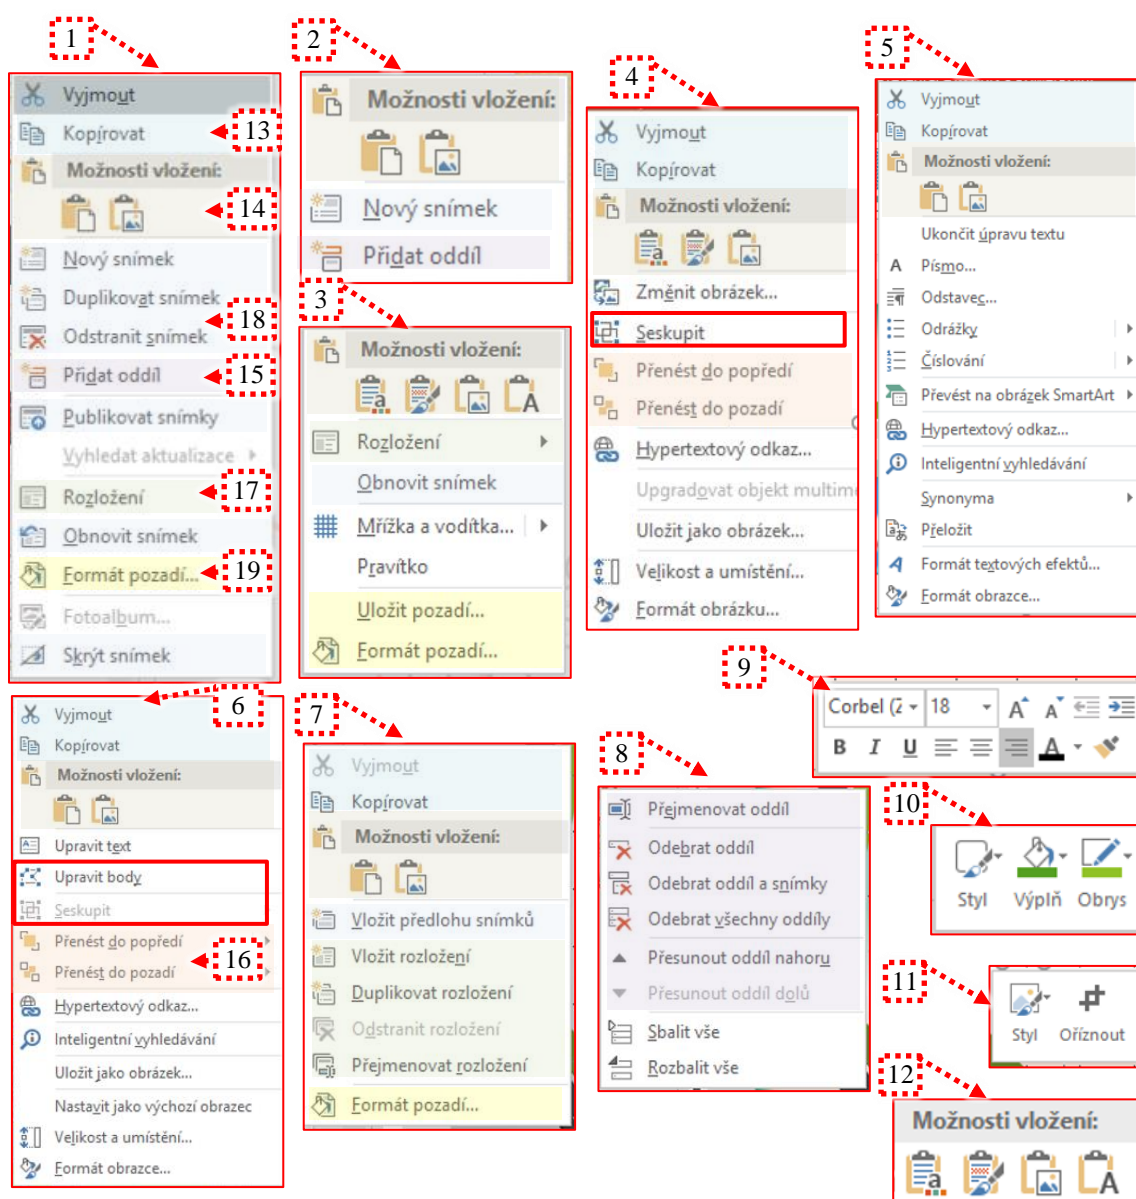 1
Vyjmout
Kopírovat
13
Možnosti vložení:
14
Nový snímek
Duplikovat snímek
18
Odstranit snímek
Přidat oddíl
15
Publikovat snímky
Vyhledat aktualizace
Rozložení
17
Obnovit snímek
Formát pozadí...
19
Fotoalbum...
Skrýt snímek
2
Možnosti vložení:
Nový snímek
Přidat oddíl
3
Možnosti vložení:
Rozložení
Obnovit snímek
Mřížka a vodítka...
Pravítko
Uložit pozadí...
Formát pozadí...
4
Vyjmout
Kopírovat
Možnosti vložení:
Změnit obrázek...
Seskupit
Přenést do popředí
Přenést do pozadí
Hypertextový odkaz...
Upgradovat objekt multim
Uložit jako obrázek...
Velikost a umístění...
Formát obrázku...
5
Vyjmout
Kopírovat
Možnosti vložení:
Ukončit úpravu textu
Písmo...
Odstavec...
Odrážky
Číslování
Převést na obrázek SmartArt
Hypertextový odkaz...
Inteligentní vyhledávání
Synonyma
Přeložit
Formát textových efektů...
Formát obrazce...
6
Vyjmout
Kopírovat
Možnosti vložení:
Upravit text
Upravit body
Seskupit
Přenést do popředí
16
Přenést do pozadí
Hypertextový odkaz...
Inteligentní vyhledávání
Uložit jako obrázek...
Nastavit jako výchozí obrazec
Velikost a umístění...
Formát obrazce...
7
Vyjmout
Kopírovat
Možnosti vložení:
Vložit předlohu snímků
Vložit rozložení
Duplikovat rozložení
Odstranit rozložení
Přejmenovat rozložení
Formát pozadí...
8
Přejmenovat oddíl
Odebrat oddíl
Odebrat oddíl a snímky
Odebrat všechny oddíly
Přesunout oddíl nahoru
Přesunout oddíl dolů
Sbalit vše
Rozbalit vše
9
Corbel (Z 18 A A
B I U A
10
Styl Výplň Obrys
11
Styl Oříznout
12
Možnosti vložení: